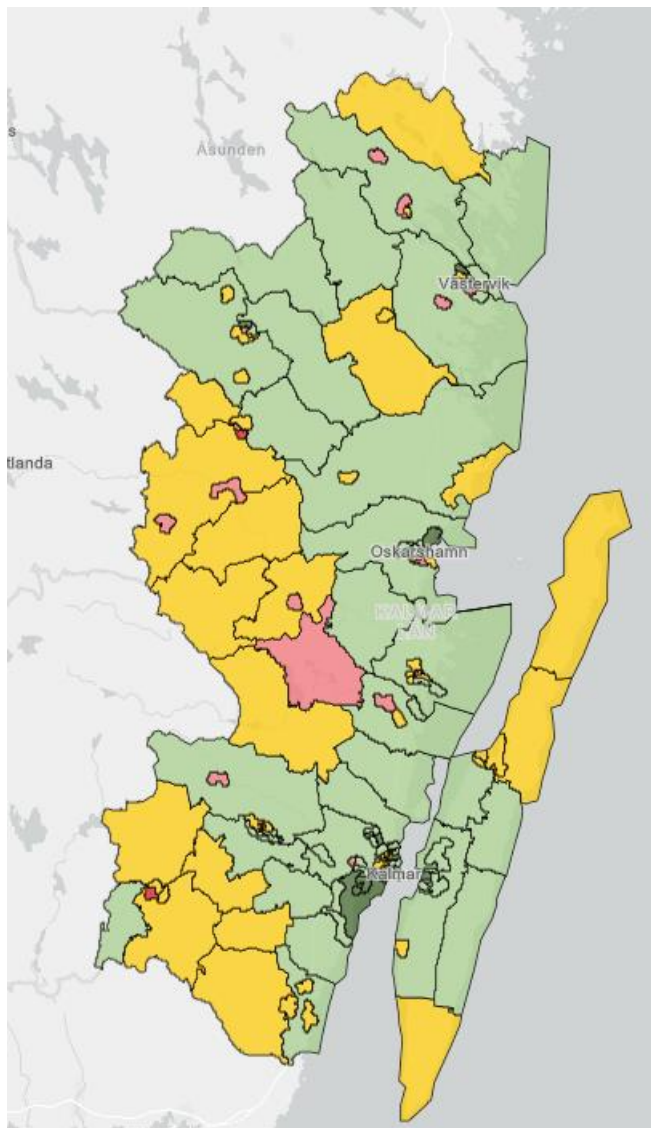 s
Åsunden
Västervik
tlanda
Oskarshamn
KALMAR
LÄN
Kalmar